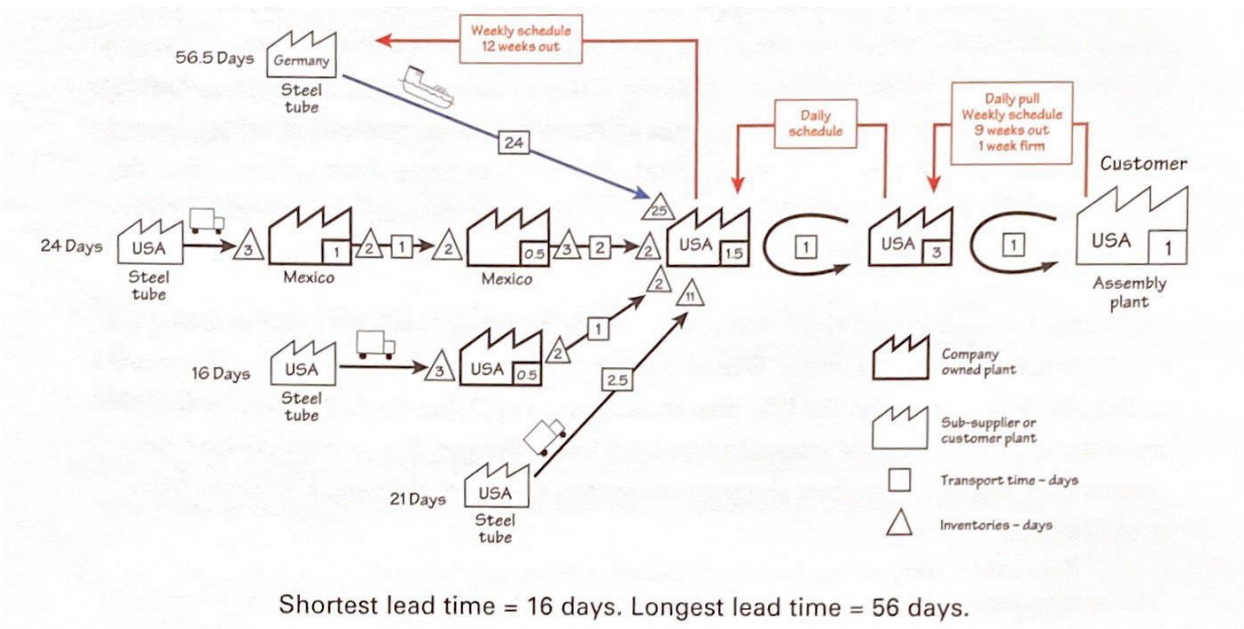 Weekly schedule
12 weeks out
56.5 Days
Germany
Steel
tube
24
Daily
schedule
Daily pull
Weekly schedule
9 weeks out
1 week firm
Customer
25
24 Days
USA
Steel
tube
3
1
Mexico
2
1
2
0.5
Mexico
3
2
2
USA
1.5
1
USA
3
1
USA
1
Assembly
plant
2
11
16 Days
USA
Steel
tube
3
USA
0.5
2
1
2.5
21 Days
USA
Steel
tube
Company
owned plant
Sub-supplier or
customer plant
Transport time – days
Inventories – days
Shortest lead time = 16 days. Longest lead time = 56 days.